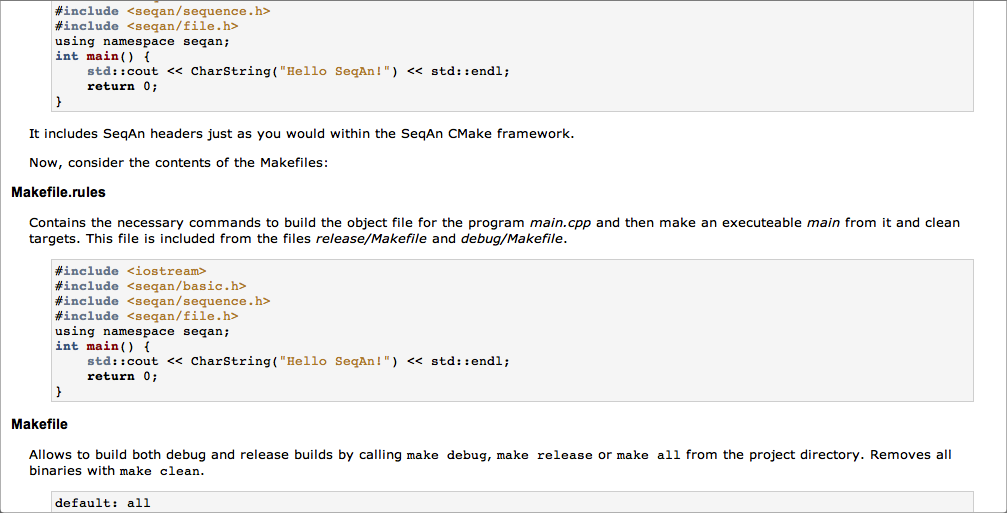 #include <seqan/sequence.h>
#include <seqan/file.h>
using namespace seqan;
int main() {
    std::cout << CharString("Hello SeqAn!") << std::endl;
    return 0;
}
It includes SeqAn headers just as you would within the SeqAn CMake framework.
Now, consider the contents of the Makefiles:
Makefile.rules
Contains the necessary commands to build the object file for the program main.cpp and then make an executeable main from it and clean
targets. This file is included from the files release/Makefile and debug/Makefile.
#include <iostream>
#include <seqan/basic.h>
#include <seqan/sequence.h>
#include <seqan/file.h>
using namespace seqan;
int main() {
    std::cout << CharString("Hello SeqAn!") << std::endl;
    return 0;
}
Makefile
Allows to build both debug and release builds by calling make debug, make release or make all from the project directory. Removes all
binaries with make clean.
default: all